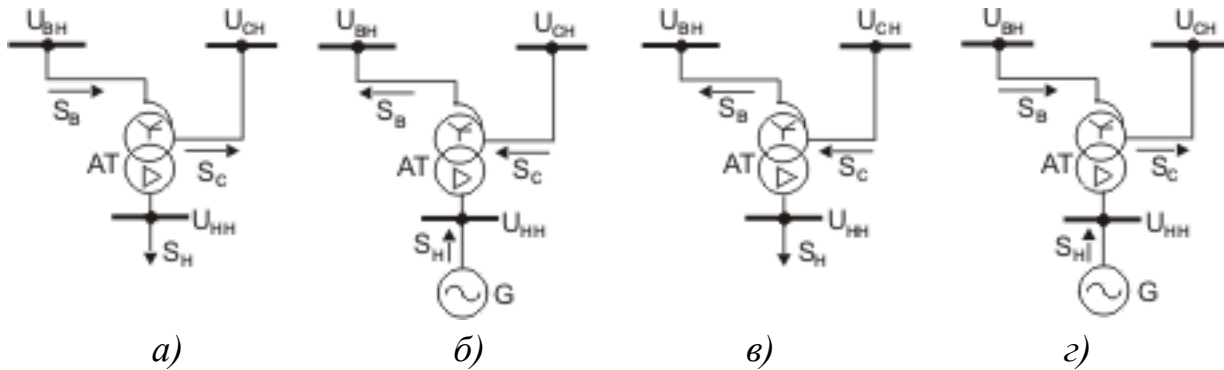 U_ВН U_СН U_ВН U_СН U_ВН U_СН U_ВН U_СН
S_В S_В S_В S_В
АТ S_С АТ S_С АТ S_С АТ S_С
U_НН U_НН U_НН U_НН
S_Н S_Н S_Н S_Н
G G
а) б) в) г)